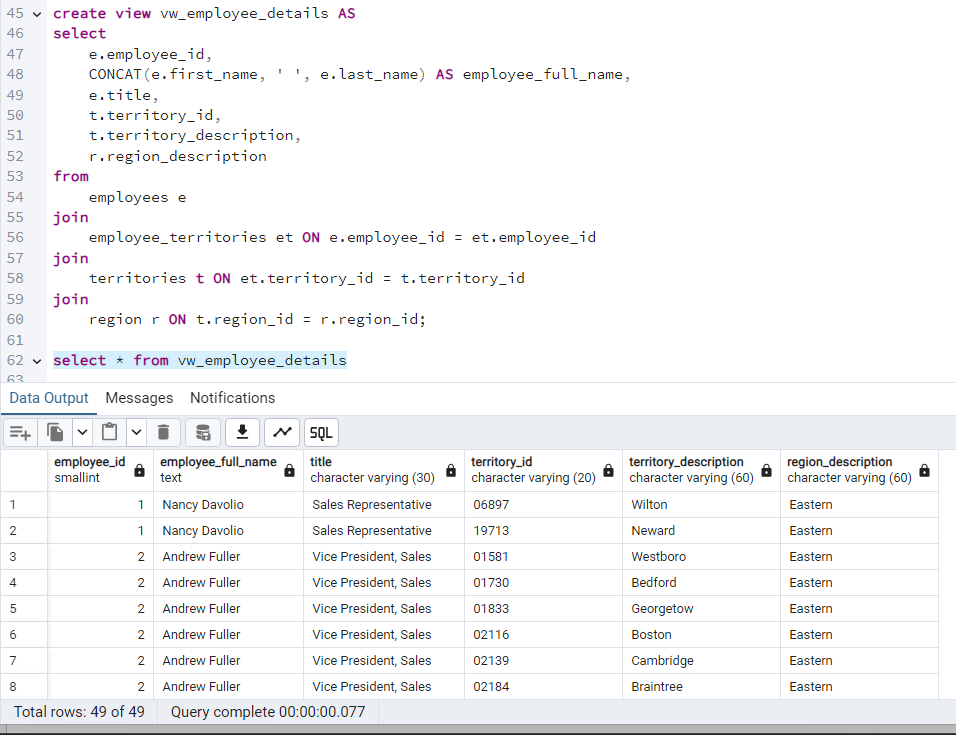 45 create view vw_employee_details AS
46 select
47 e.employee_id,
48 CONCAT(e.first_name, ' ', e.last_name) AS employee_full_name,
49 e.title,
50 t.territory_id,
51 t.territory_description,
52 r.region_description
53 from
54 employees e
55 join
56 employee_territories et ON e.employee_id = et.employee_id
57 join
58 territories t ON et.territory_id = t.territory_id
59 join
60 region r ON t.region_id = r.region_id;
61
62 select * from vw_employee_details
63
Data Output Messages Notifications
SQL
employee_id employee_full_name title territory_id territory_description region_description
smallint text character varying (30) character varying (20) character varying (60) character varying (60)
1 1 Nancy Davolio Sales Representative 06897 Wilton Eastern
2 1 Nancy Davolio Sales Representative 19713 Neward Eastern
3 2 Andrew Fuller Vice President, Sales 01581 Westboro Eastern
4 2 Andrew Fuller Vice President, Sales 01730 Bedford Eastern
5 2 Andrew Fuller Vice President, Sales 01833 Georgetow Eastern
6 2 Andrew Fuller Vice President, Sales 02116 Boston Eastern
7 2 Andrew Fuller Vice President, Sales 02139 Cambridge Eastern
8 2 Andrew Fuller Vice President, Sales 02184 Braintree Eastern
Total rows: 49 of 49 Query complete 00:00:00.077